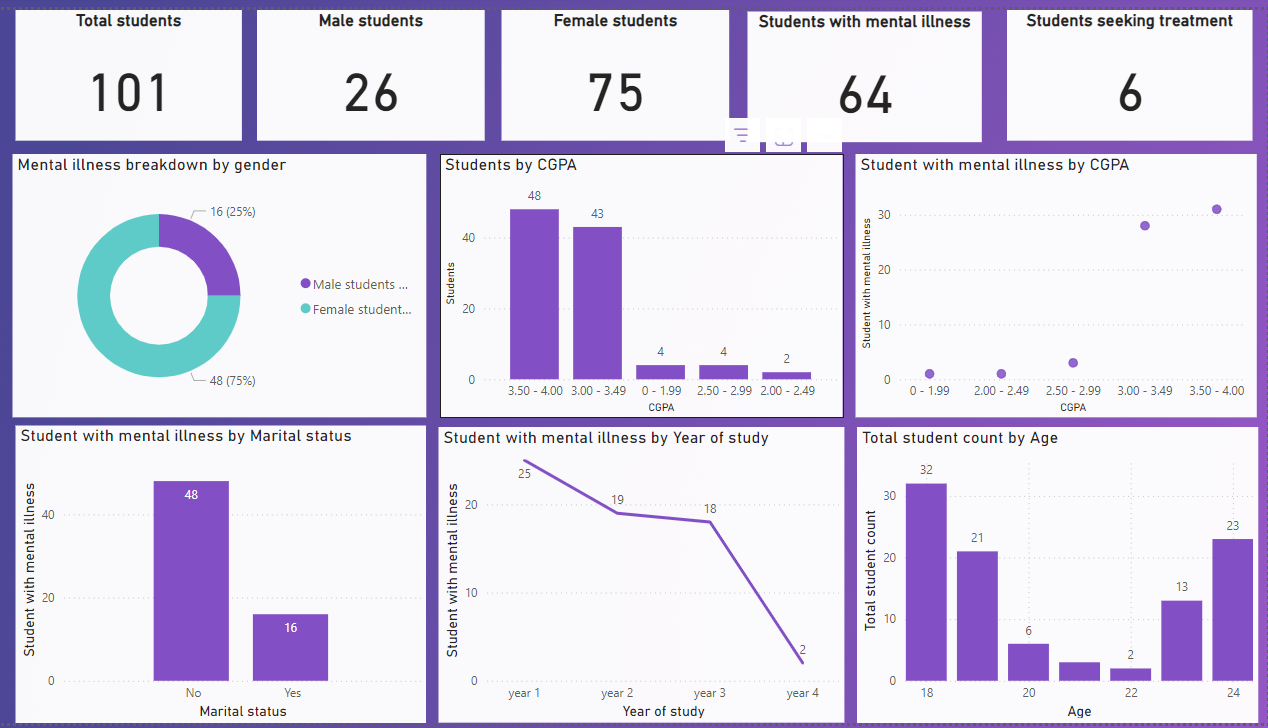 Total students
101
Male students
26
Female students
75
Students with mental illness
64
Students seeking treatment
6
Mental illness breakdown by gender
16 (25%)
48 (75%)
Male students ...
Female student...
Students by CGPA
Students
40
20
0
48
43
4
4
2
3.50 - 4.00
3.00 - 3.49
0 - 1.99
2.50 - 2.99
2.00 - 2.49
CGPA
Student with mental illness by CGPA
Student with mental illness
30
20
10
0
0 - 1.99
2.00 - 2.49
2.50 - 2.99
3.00 - 3.49
3.50 - 4.00
CGPA
Student with mental illness by Marital status
Student with mental illness
40
20
0
48
16
No
Yes
Marital status
Student with mental illness by Year of study
Student with mental illness
20
10
0
25
19
18
2
year 1
year 2
year 3
year 4
Year of study
Total student count by Age
Total student count
30
20
10
0
32
21
6
2
13
23
18
20
22
24
Age